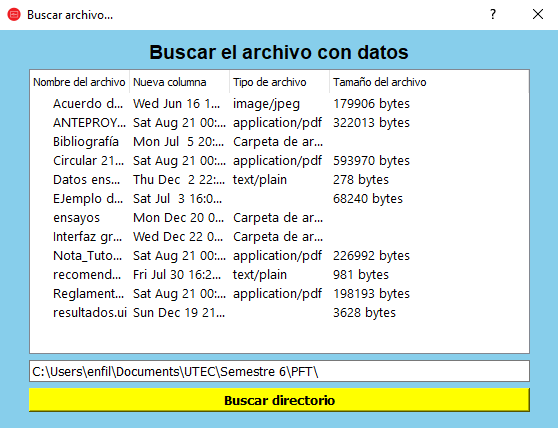 Buscar archivo...
?
Buscar el archivo con datos
Nombre del archivo Nueva columna Tipo de archivo Tamaño del archivo
Acuerdo d... Wed Jun 16 1... image/jpeg 179906 bytes
ANTEPROY... Sat Aug 21 00:... application/pdf 322013 bytes
Bibliografía Mon Jul 5 20:... Carpeta de ar...
Circular 21... Sat Aug 21 00:... application/pdf 593970 bytes
Datos ens... Thu Dec 2 22:... text/plain 278 bytes
EJemplo d... Sat Jul 3 16:0... 68240 bytes
ensayos Mon Dec 20 0... Carpeta de ar...
Interfaz gr... Wed Dec 22 0... Carpeta de ar...
Nota_Tuto... Sat Aug 21 00:... application/pdf 226992 bytes
recomend... Fri Jul 30 16:2... text/plain 981 bytes
Reglament... Sat Aug 21 00:... application/pdf 198193 bytes
resultados.ui Sun Dec 19 21... 3628 bytes
C:\Users\enfil\Documents\UTEC\Semestre 6\PFT\
Buscar directorio